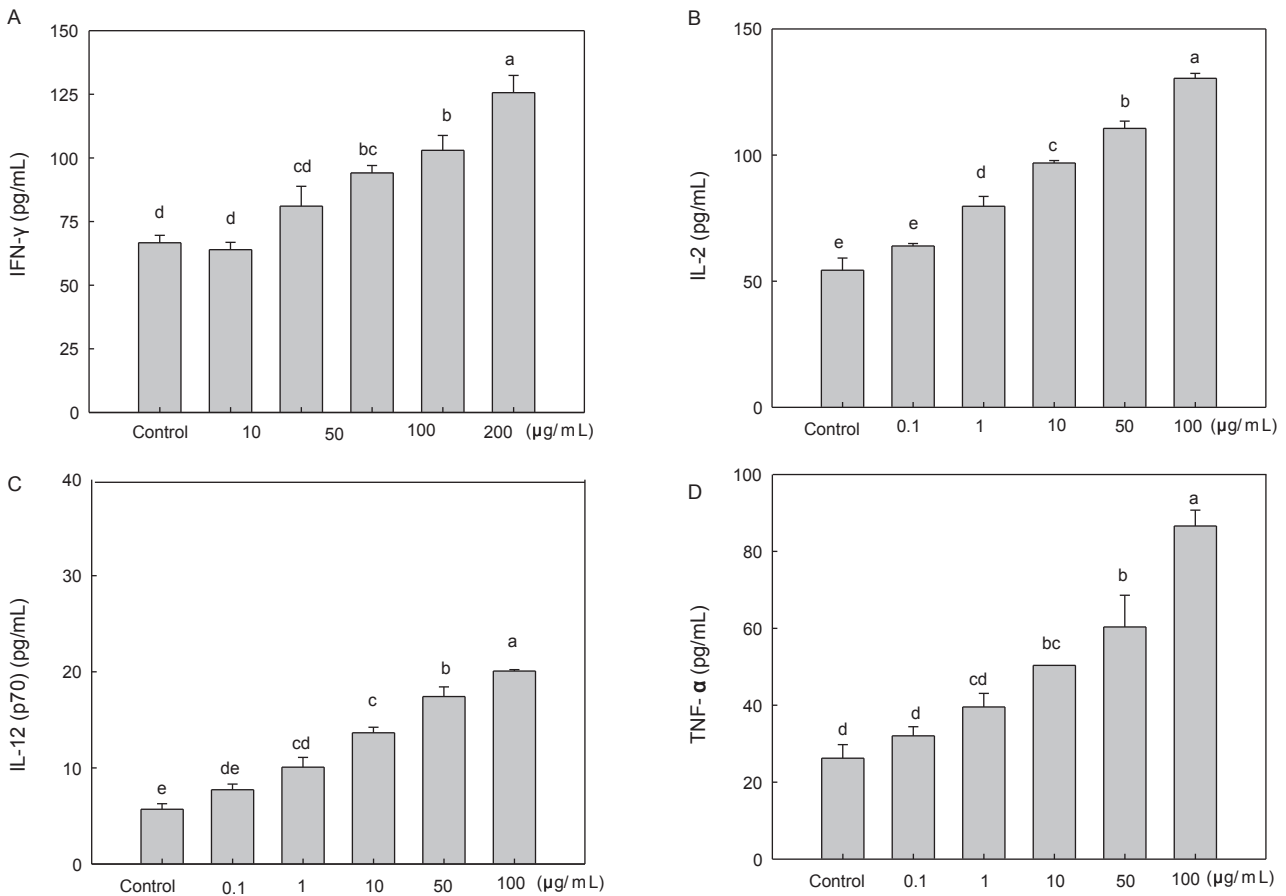 A
150
125
100
75
50
25
0
IFN-γ (pg/mL)
d
d
cd
bc
b
a
Control 10 50 100 200 (µg/mL)
B
150
100
50
0
IL-2 (pg/mL)
e
e
d
c
b
a
Control 0.1 1 10 50 100 (µg/mL)
C
40
30
20
10
0
IL-12 (p70) (pg/mL)
e
de
cd
c
b
a
Control 0.1 1 10 50 100 (µg/mL)
D
100
80
60
40
20
0
TNF- α (pg/mL)
d
d
cd
bc
b
a
Control 0.1 1 10 50 100 (µg/mL)